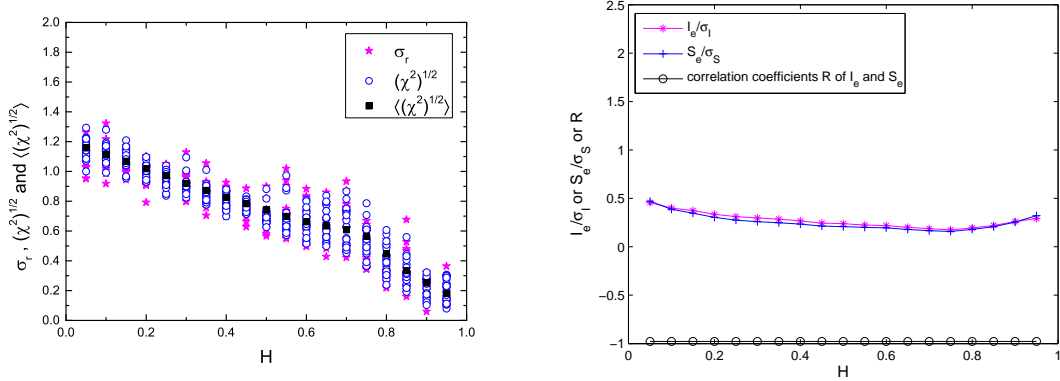 2.0
1.8
1.6
1.4
1.2
1.0
0.8
0.6
0.4
0.2
0.0
0.0 0.2 0.4 0.6 0.8 1.0
H
σr , (χ²)^1/2 and ⟨(χ²)^1/2⟩
σr
(χ²)^1/2
⟨(χ²)^1/2⟩
2.5
2
1.5
1
0.5
0
−0.5
−1
0 0.2 0.4 0.6 0.8 1
H
Ie/σI or Se/σS or R
Ie/σI
Se/σS
correlation coefficients R of Ie and Se